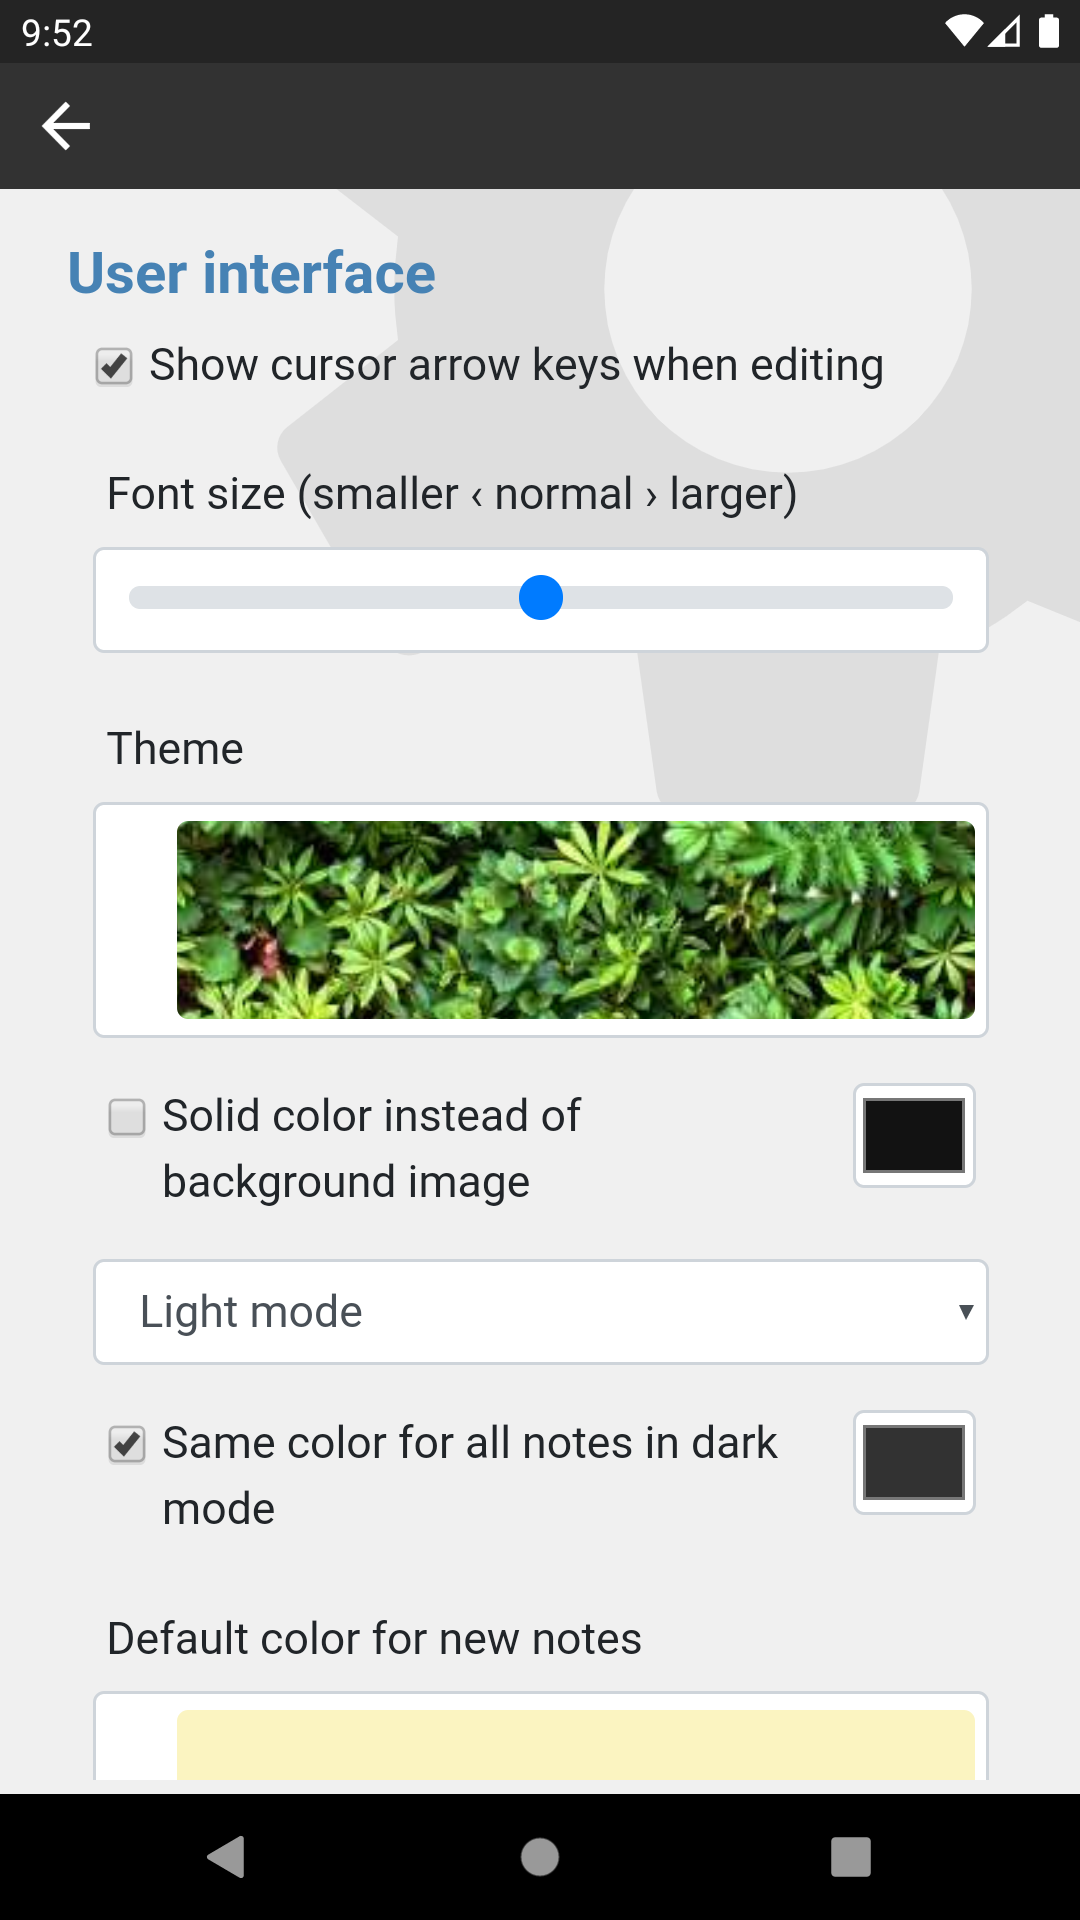 9:52
User interface
Show cursor arrow keys when editing
Font size (smaller ‹ normal › larger)
Theme
Solid color instead of
background image
Light mode
Same color for all notes in dark
mode
Default color for new notes